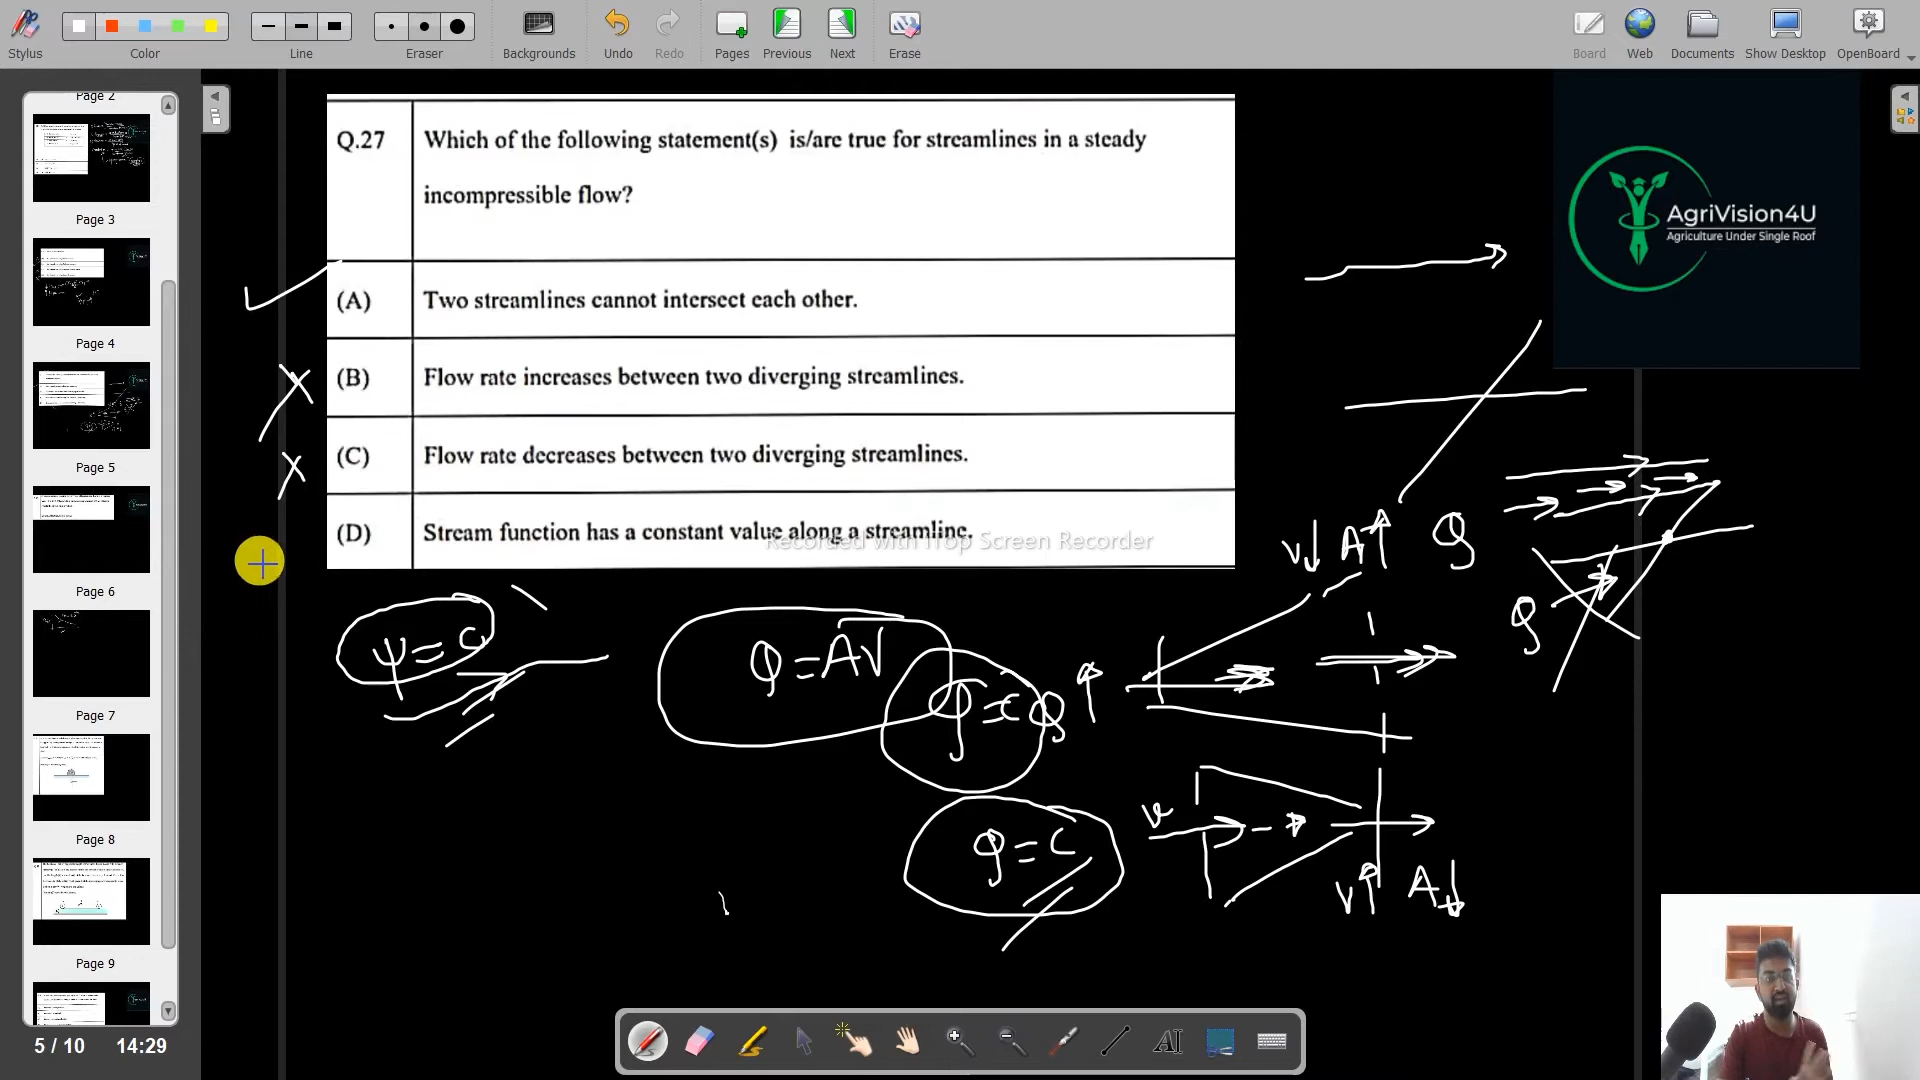 Stylus
Color
Line
Eraser
Backgrounds
Undo
Redo
Pages
Previous
Next
Erase
Board
Web
Documents
Show Desktop
OpenBoard
Page 2
Page 3
Page 4
Page 5
Page 6
Page 7
Page 8
Page 9
5 / 10
14:29
Q.27 Which of the following statement(s) is/are true for streamlines in a steady
incompressible flow?
(A) Two streamlines cannot intersect each other.
(B) Flow rate increases between two diverging streamlines.
(C) Flow rate decreases between two diverging streamlines.
(D) Stream function has a constant value along a streamline.
Recorded with iTop Screen Recorder
AgriVision4U
Agriculture Under Single Roof
V↓ A↑ Q
Q
ψ=C
Q=AV
Q=C
Q↑
Q=C
V
V↑ A↓
AI